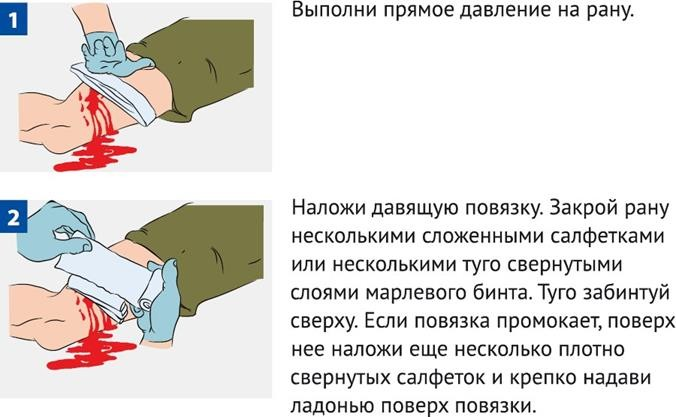 1
Выполни прямое давление на рану.
2
Наложи давящую повязку. Закрой рану
несколькими сложенными салфетками
или несколькими туго свернутыми
слоями марлевого бинта. Туго забинтуй
сверху. Если повязка промокает, поверх
нее наложи еще несколько плотно
свернутых салфеток и крепко надави
ладонью поверх повязки.